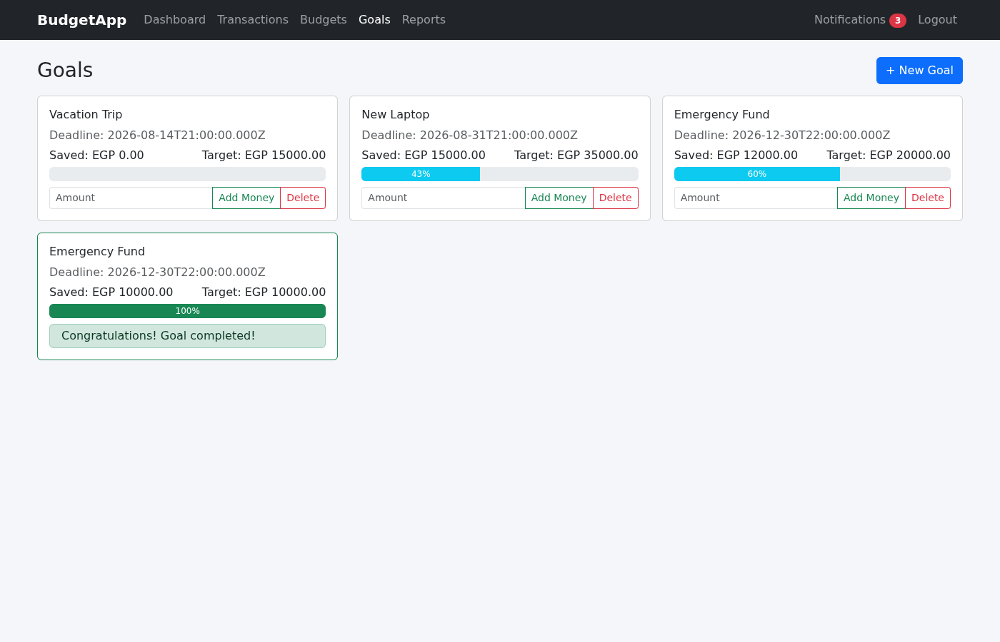 BudgetApp Dashboard Transactions Budgets Goals Reports Notifications 3 Logout
Goals
+ New Goal
Vacation Trip
Deadline: 2026-08-14T21:00:00.000Z
Saved: EGP 0.00 Target: EGP 15000.00
Amount Add Money Delete
New Laptop
Deadline: 2026-08-31T21:00:00.000Z
Saved: EGP 15000.00 Target: EGP 35000.00
43%
Amount Add Money Delete
Emergency Fund
Deadline: 2026-12-30T22:00:00.000Z
Saved: EGP 12000.00 Target: EGP 20000.00
60%
Amount Add Money Delete
Emergency Fund
Deadline: 2026-12-30T22:00:00.000Z
Saved: EGP 10000.00 Target: EGP 10000.00
100%
Congratulations! Goal completed!